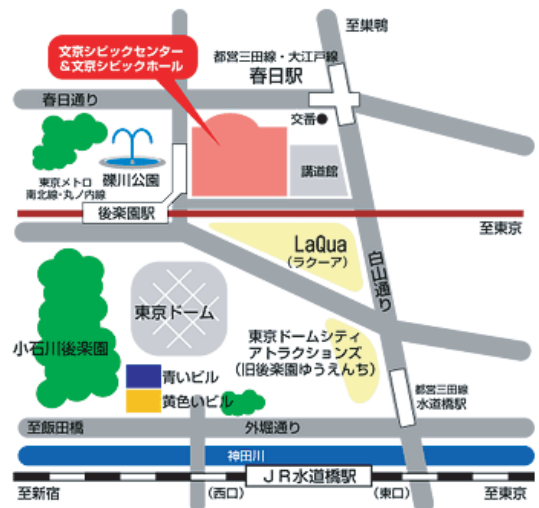 至巣鴨
文京シビックセンター
&文京シビックホール
都営三田線・大江戸線
春日駅
春日通り
交番●
講道館
礫川公園
東京メトロ
南北線・丸ノ内線
後楽園駅
至東京
LaQua
(ラクーア)
白山通り
東京ドーム
小石川後楽園
東京ドームシティ
アトラクションズ
(旧後楽園ゆうえんち)
青いビル
黄色いビル
都営三田線
水道橋駅
至飯田橋
外堀通り
神田川
JR水道橋駅
至新宿
(西口)
(東口)
至東京